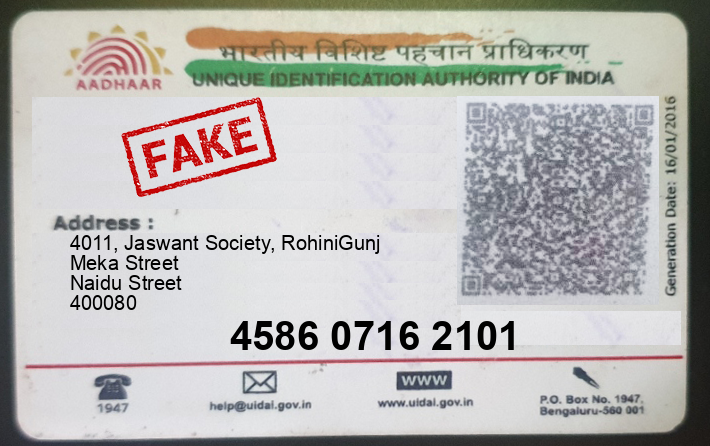 भारतीय विशिष्ट पहचान प्राधिकरण
AADHAAR
UNIQUE IDENTIFICATION AUTHORITY OF INDIA
FAKE
Generation Date: 16/01/2016
Address :
4011, Jaswant Society, RohiniGunj
Meka Street
Naidu Street
400080
4586 0716 2101
1947
help@uidai.gov.in
www
www.uidai.gov.in
P.O. Box No. 1947,
Bengaluru-560 001